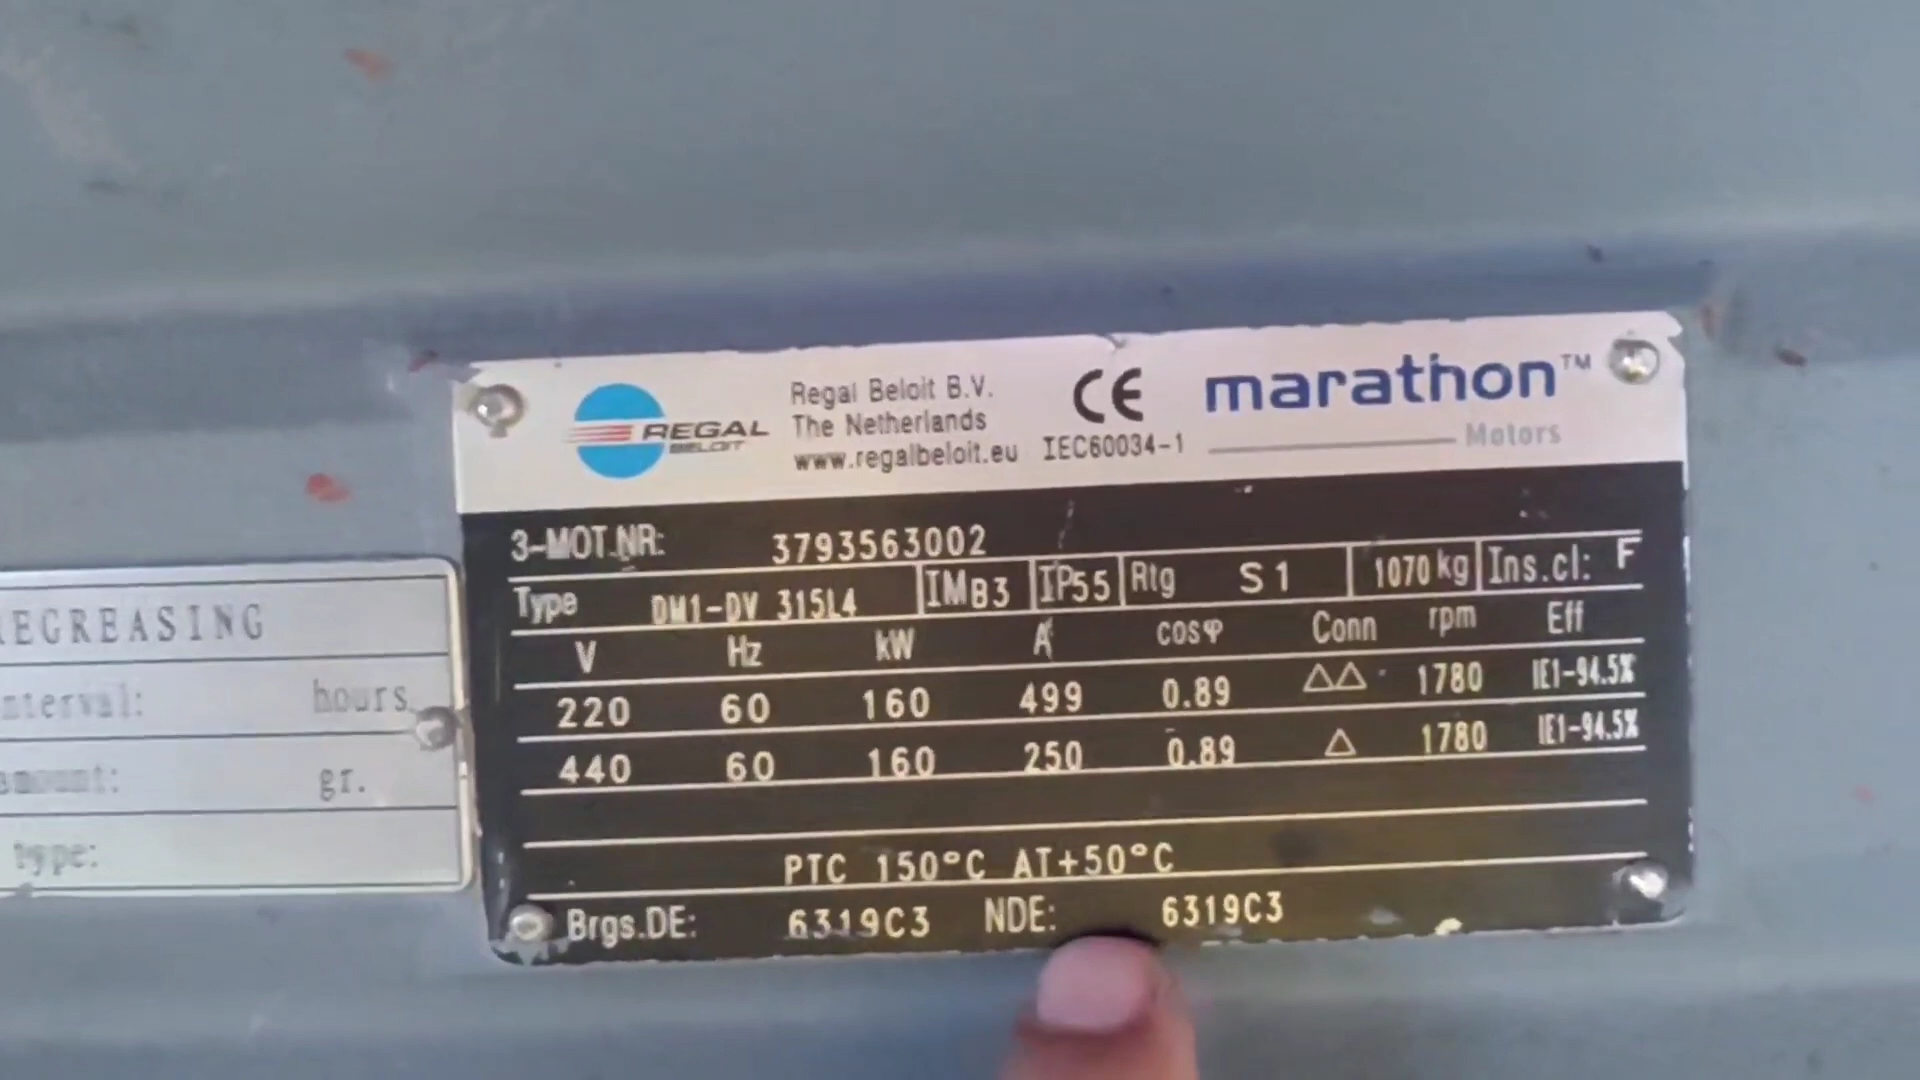 REGAL
BELOIT
Regal Beloit B.V.
The Netherlands
www.regalbeloit.eu
CE
IEC60034-1
marathon™
Motors
3-MOT.NR: 3793563002
Type DM1-DV 315L4 IMB3 IP55 Rtg S1 1070kg Ins.cl: F
V Hz kW A cosφ Conn rpm Eff
220 60 160 499 0.89 △△ 1780 IE1-94.5%
440 60 160 250 0.89 △ 1780 IE1-94.5%
PTC 150°C AT+50°C
Brgs.DE: 6319C3 NDE: 6319C3
REGREASING
interval: hours
amount: gr.
type: